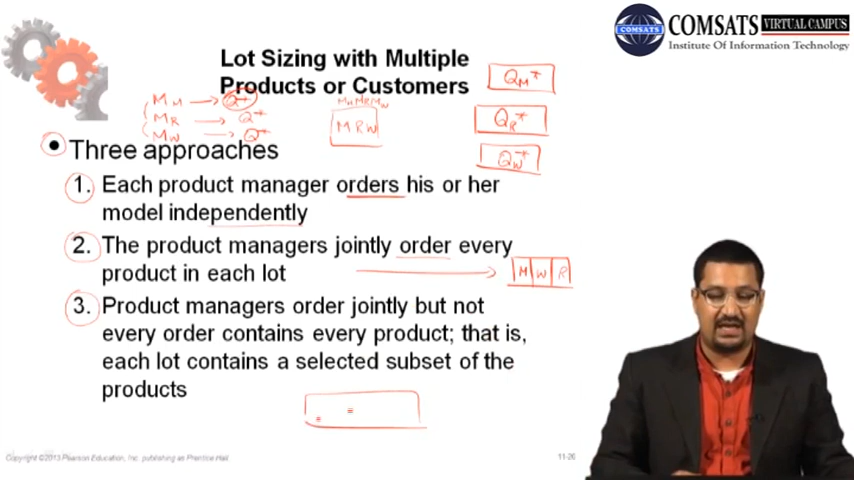 COMSATS VIRTUAL CAMPUS
Institute Of Information Technology
COMSATS
Lot Sizing with Multiple
Products or Customers
M M → Q*
M R → Q*
M W → Q*
M M M R M W
M R W
Q M *
Q R *
Q W *
• Three approaches
1. Each product manager orders his or her
model independently
2. The product managers jointly order every
product in each lot
M W R
3. Product managers order jointly but not
every order contains every product; that is,
each lot contains a selected subset of the
products
Copyright ©2013 Pearson Education, Inc. publishing as Prentice Hall.
11-26